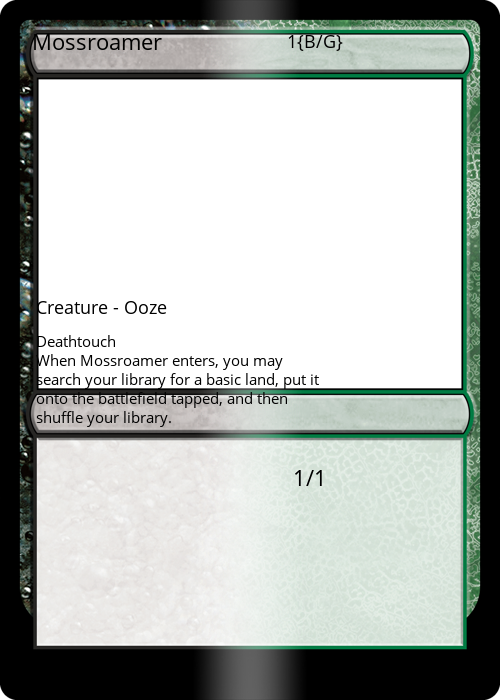 Mossroamer
1{B/G}
Creature - Ooze
Deathtouch
When Mossroamer enters, you may
search your library for a basic land, put it
onto the battlefield tapped, and then
shuffle your library.
1/1